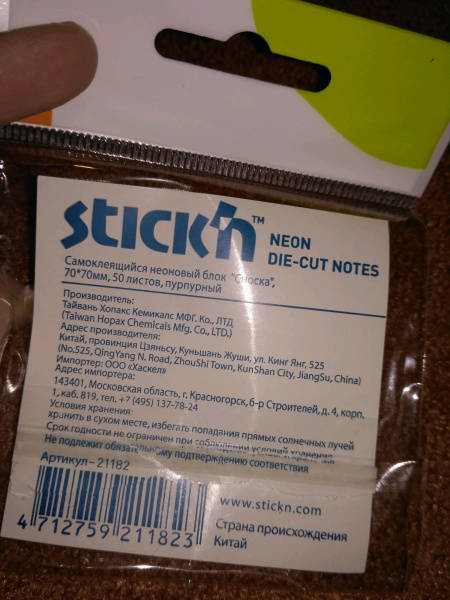 STICK'n™ NEON
DIE-CUT NOTES
Самоклеящийся неоновый блок "Сноска",
70*70мм, 50 листов, пурпурный
Производитель:
Тайвань Хопакс Кемикалс МФГ. Ко., ЛТД
(Taiwan Hopax Chemicals Mfg. Co., LTD.)
Адрес производителя:
Китай, провинция Цзяньсу, Куньшань Жуши, ул. Кинг Янг, 525
(No.525, QingYang N. Road, ZhouShi Town, KunShan City, JiangSu, China)
Импортер: ООО «Хаскел»
Адрес импортера:
143401, Московская область, г. Красногорск, б-р Строителей, д. 4, корп.
1, каб. 819, тел. +7 (495) 137-78-24
Условия хранения:
хранить в сухом месте, избегать попадания прямых солнечных лучей
Срок годности не ограничен при соблюдении условий хранения
Не подлежит обязательному подтверждению соответствия
Артикул – 21182
4 712759 211823
www.stickn.com
Страна происхождения
Китай